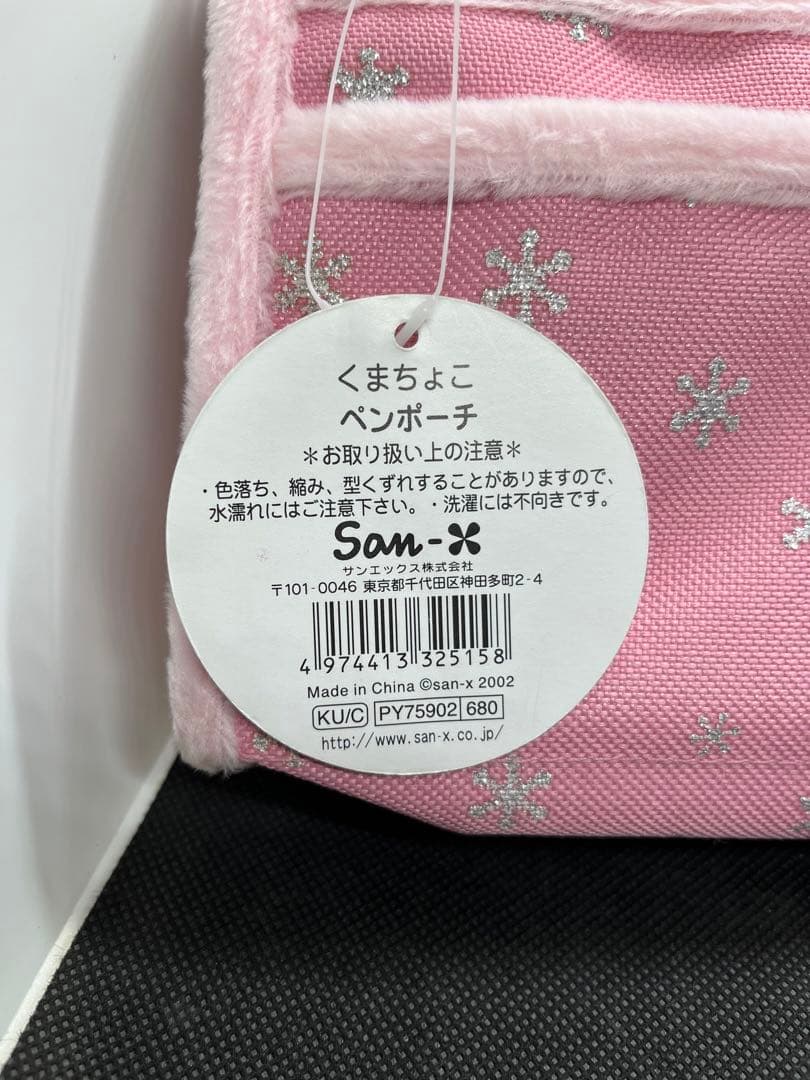 くまちょこ
ペンポーチ
＊お取り扱い上の注意＊
・色落ち、縮み、型くずれすることがありますので、
水濡れにはご注意下さい。・洗濯には不向きです。
San-X
サンエックス株式会社
〒101-0046 東京都千代田区神田多町2-4
4 974413 325158
Made in China ©san-x 2002
KU/C PY75902 680
http://www.san-x.co.jp/